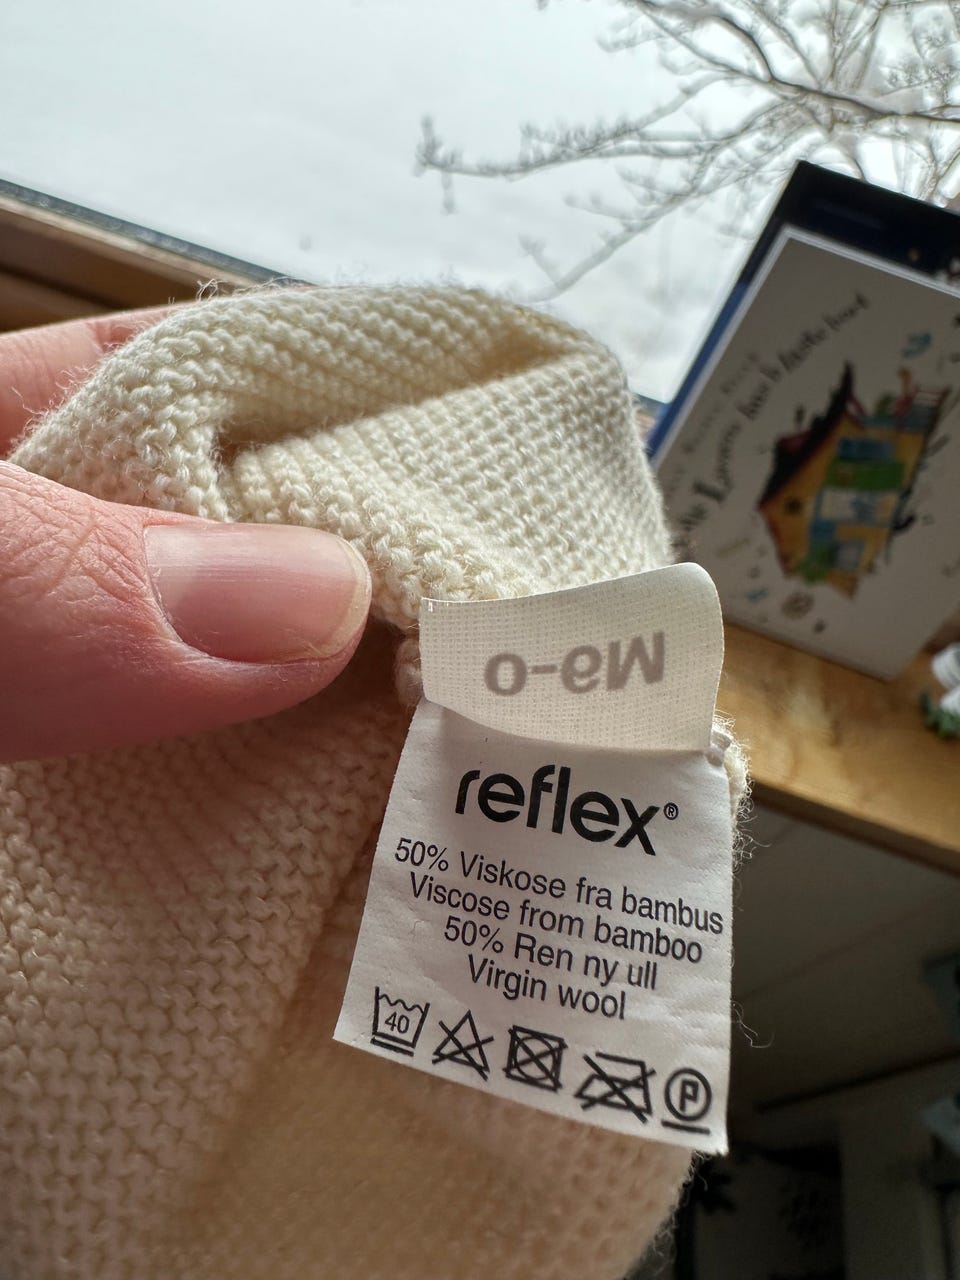 0-6M
reflex®
50% Viskose fra bambus
Viscose from bamboo
50% Ren ny ull
Virgin wool
40
P